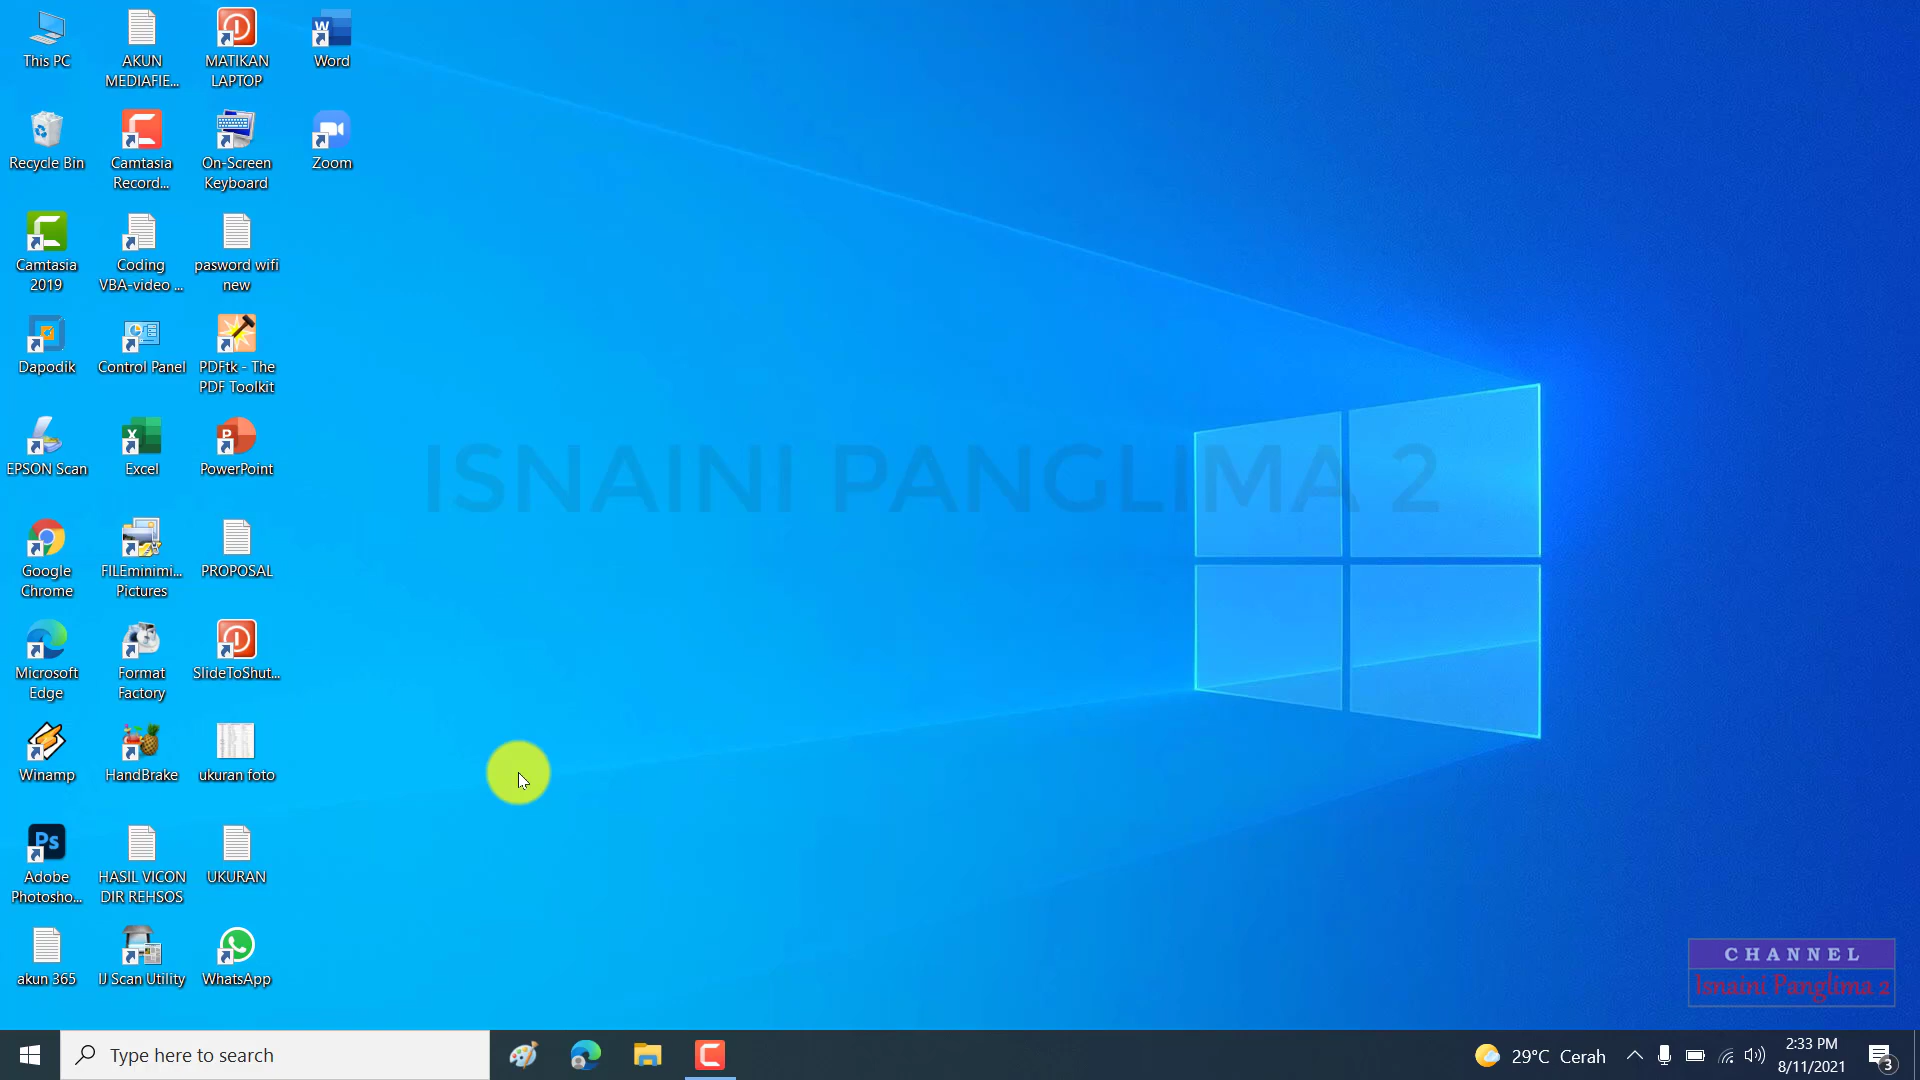 This PC
AKUN
MEDIAFIE...
MATIKAN
LAPTOP
Word
Recycle Bin
Camtasia
Record...
On-Screen
Keyboard
Zoom
Camtasia
2019
Coding
VBA-video ...
pasword wifi
new
Dapodik
Control Panel
PDFtk - The
PDF Toolkit
EPSON Scan
Excel
PowerPoint
ISNAINI PANGLIMA 2
Google
Chrome
FILEminimi...
Pictures
PROPOSAL
Microsoft
Edge
Format
Factory
SlideToShut...
Winamp
HandBrake
ukuran foto
Adobe
Photosho...
HASIL VICON
DIR REHSOS
UKURAN
akun 365
IJ Scan Utility
WhatsApp
CHANNEL
Isnaini Panglima 2
Type here to search
29°C Cerah
2:33 PM
8/11/2021
3